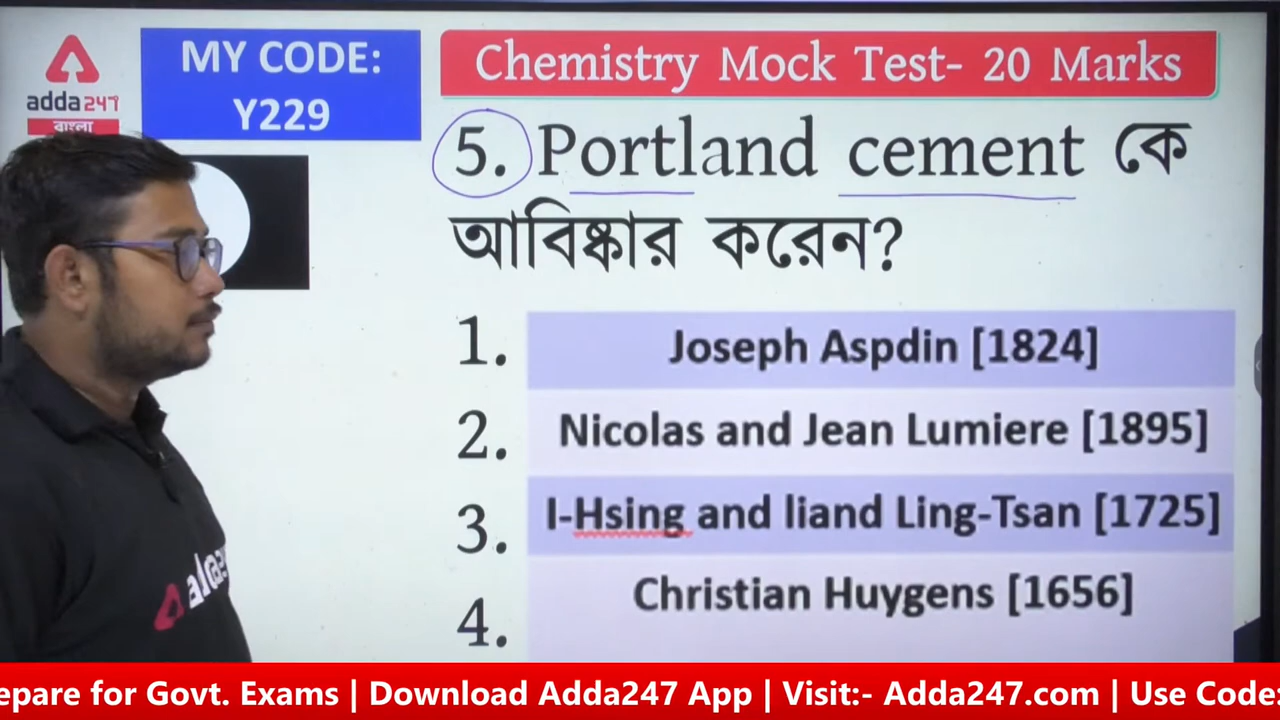 adda247
বাংলা
MY CODE:
Y229
Chemistry Mock Test- 20 Marks
5. Portland cement কে
আবিষ্কার করেন?
1. Joseph Aspdin [1824]
2. Nicolas and Jean Lumiere [1895]
3. I-Hsing and liand Ling-Tsan [1725]
4. Christian Huygens [1656]
epare for Govt. Exams | Download Adda247 App | Visit:- Adda247.com | Use Code: